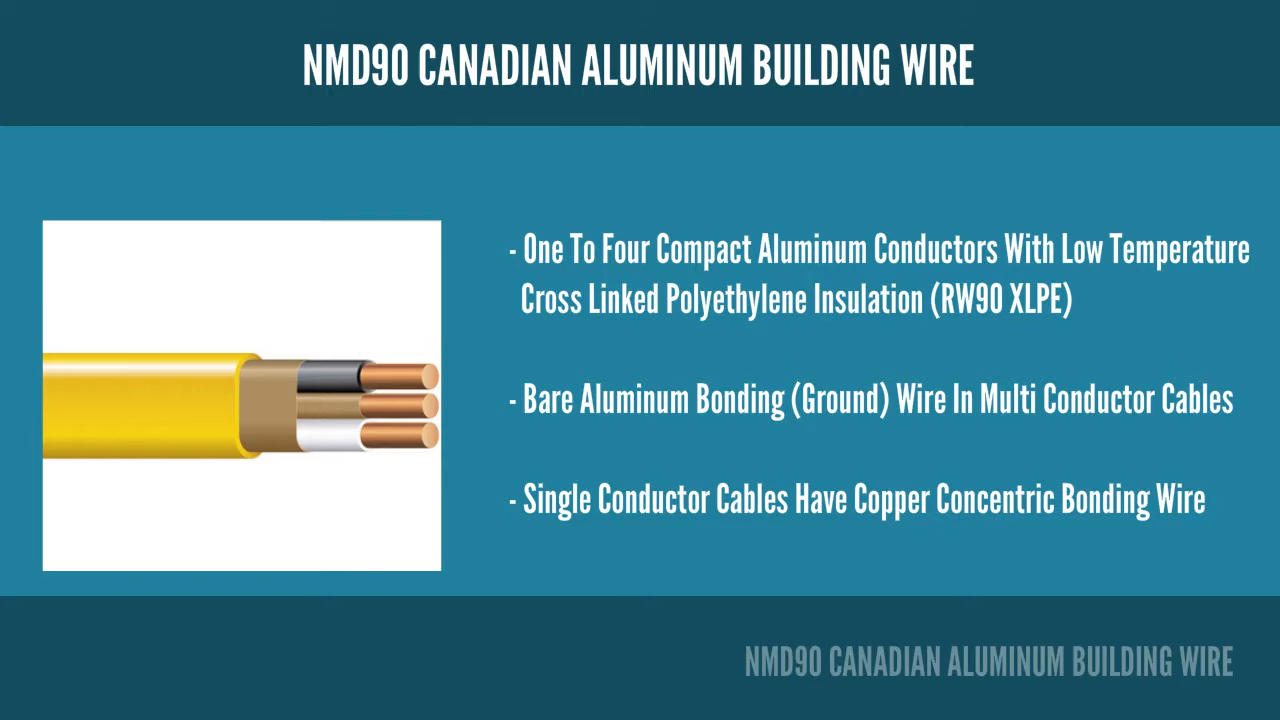 NMD90 CANADIAN ALUMINUM BUILDING WIRE
- One To Four Compact Aluminum Conductors With Low Temperature
Cross Linked Polyethylene Insulation (RW90 XLPE)
- Bare Aluminum Bonding (Ground) Wire In Multi Conductor Cables
- Single Conductor Cables Have Copper Concentric Bonding Wire
NMD90 CANADIAN ALUMINUM BUILDING WIRE